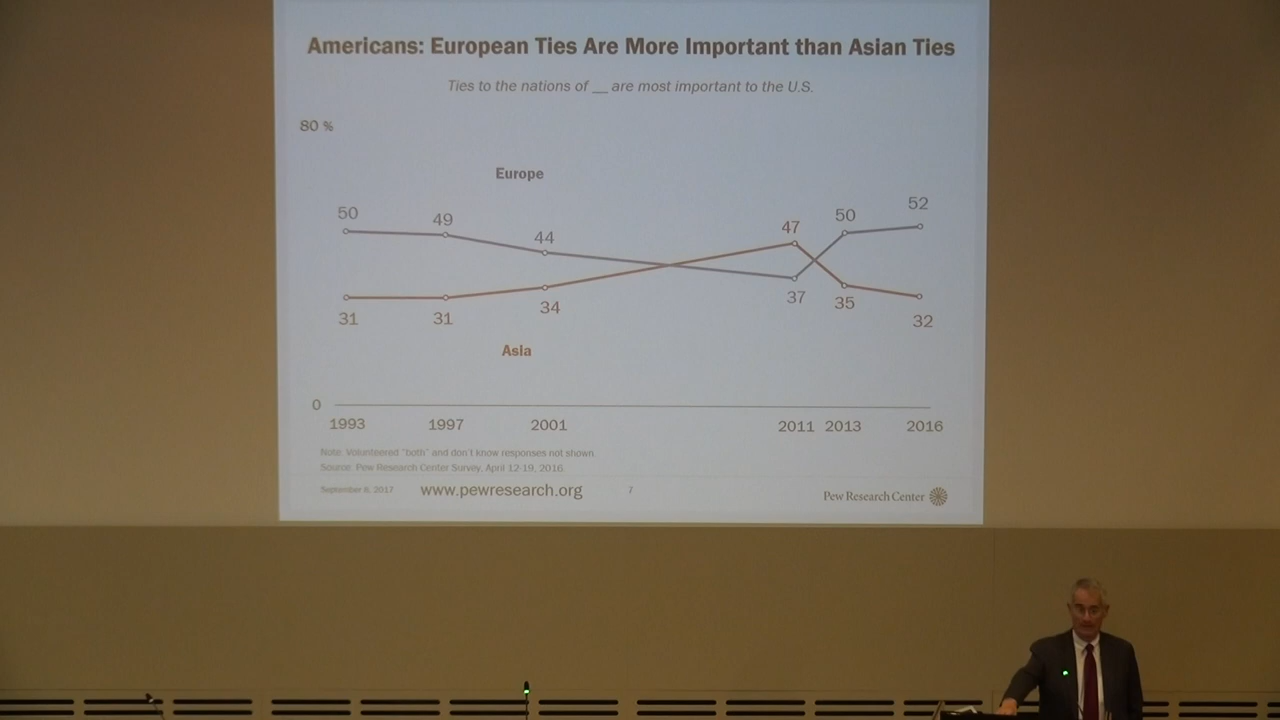 Americans: European Ties Are More Important than Asian Ties
Ties to the nations of __ are most important to the U.S.
80 %
Europe
50 49 44 47 50 52
31 31 34 37 35 32
Asia
0
1993 1997 2001 2011 2013 2016
Note: Volunteered "both" and don't know responses not shown.
Source: Pew Research Center Survey, April 12-19, 2016.
September 8, 2017 www.pewresearch.org 7 Pew Research Center